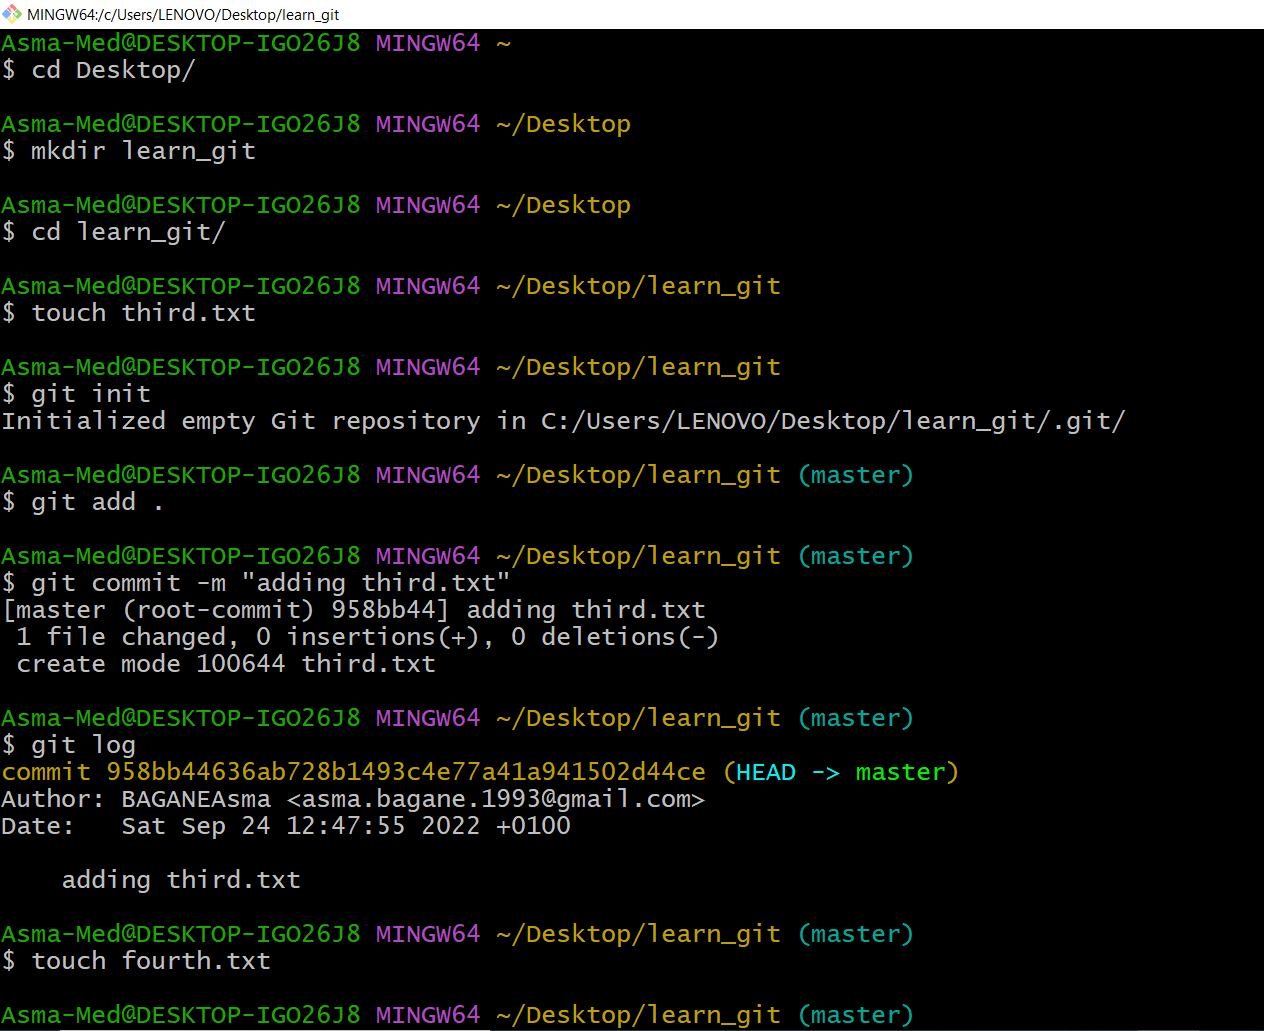 MINGW64:/c/Users/LENOVO/Desktop/learn_git
Asma-Med@DESKTOP-IGO26J8 MINGW64 ~
$ cd Desktop/
Asma-Med@DESKTOP-IGO26J8 MINGW64 ~/Desktop
$ mkdir learn_git
Asma-Med@DESKTOP-IGO26J8 MINGW64 ~/Desktop
$ cd learn_git/
Asma-Med@DESKTOP-IGO26J8 MINGW64 ~/Desktop/learn_git
$ touch third.txt
Asma-Med@DESKTOP-IGO26J8 MINGW64 ~/Desktop/learn_git
$ git init
Initialized empty Git repository in C:/Users/LENOVO/Desktop/learn_git/.git/
Asma-Med@DESKTOP-IGO26J8 MINGW64 ~/Desktop/learn_git (master)
$ git add .
Asma-Med@DESKTOP-IGO26J8 MINGW64 ~/Desktop/learn_git (master)
$ git commit -m "adding third.txt"
[master (root-commit) 958bb44] adding third.txt
 1 file changed, 0 insertions(+), 0 deletions(-)
 create mode 100644 third.txt
Asma-Med@DESKTOP-IGO26J8 MINGW64 ~/Desktop/learn_git (master)
$ git log
commit 958bb44636ab728b1493c4e77a41a941502d44ce (HEAD -> master)
Author: BAGANEAsma <asma.bagane.1993@gmail.com>
Date:   Sat Sep 24 12:47:55 2022 +0100
    adding third.txt
Asma-Med@DESKTOP-IGO26J8 MINGW64 ~/Desktop/learn_git (master)
$ touch fourth.txt
Asma-Med@DESKTOP-IGO26J8 MINGW64 ~/Desktop/learn_git (master)